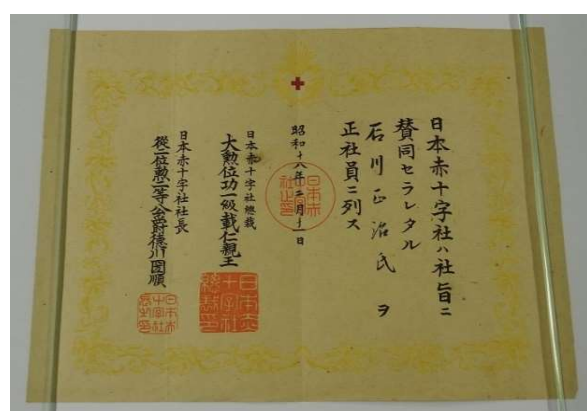 日本赤十字社ハ社旨ニ
賛同セラレタル
石川正治氏ヲ
正社員ニ列ス
昭和十八年二月十一日
日本赤十字社總裁
大勲位功一級載仁親王
日本赤十字社社長
從一位勲一等公爵德川圀順